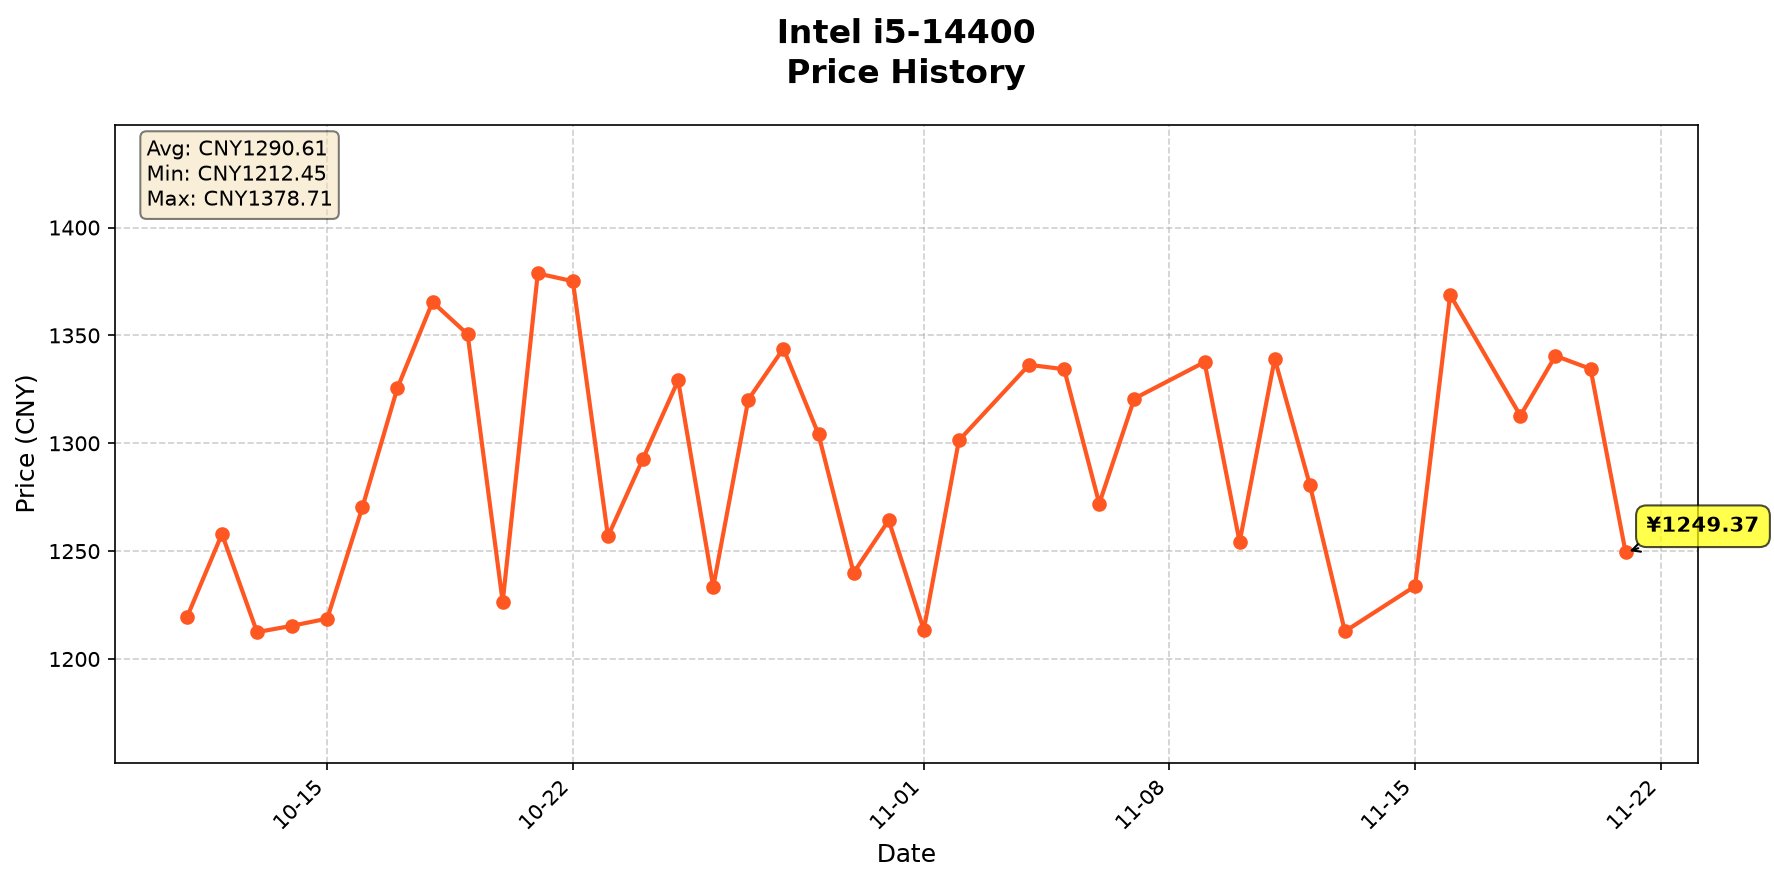 Intel i5-14400
Price History
Avg: CNY1290.61
Min: CNY1212.45
Max: CNY1378.71
1400
1350
1300
1250
1200
Price (CNY)
¥1249.37
10-15
10-22
11-01
11-08
11-15
11-22
Date